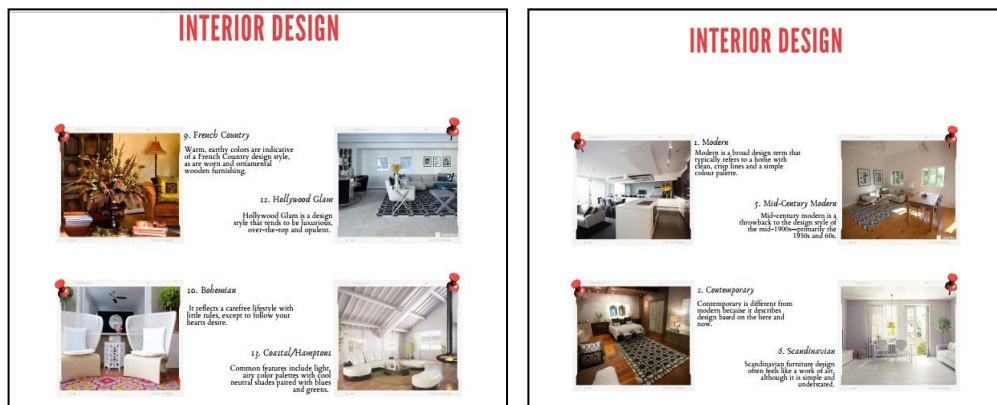 INTERIOR DESIGN
9. French Country
Warm, earthy colors are indicative
of a French Country design style,
as are worn and ornamental
wooden furnishing.
12. Hollywood Glam
Hollywood Glam is a design
style that tends to be luxurious,
over-the-top and opulent.
10. Bohemian
It reflects a carefree lifestyle with
little rules, except to follow your
hearts desire.
13. Coastal/Hamptons
Common features include light,
airy color palettes with cool
neutral shades paired with blues
and greens.
INTERIOR DESIGN
1. Modern
Modern is a broad design term that
typically refers to a home with
clean, crisp lines and a simple
colour palette.
5. Mid-Century Modern
Mid-century modern is a
throwback to the design style of
the mid-1900s—primarily the
1950s and 60s.
2. Contemporary
Contemporary is different from
modern because it describes
design based on the here and
now.
6. Scandinavian
Scandinavian furniture design
often feels like a work of art,
although it is simple and
understated.